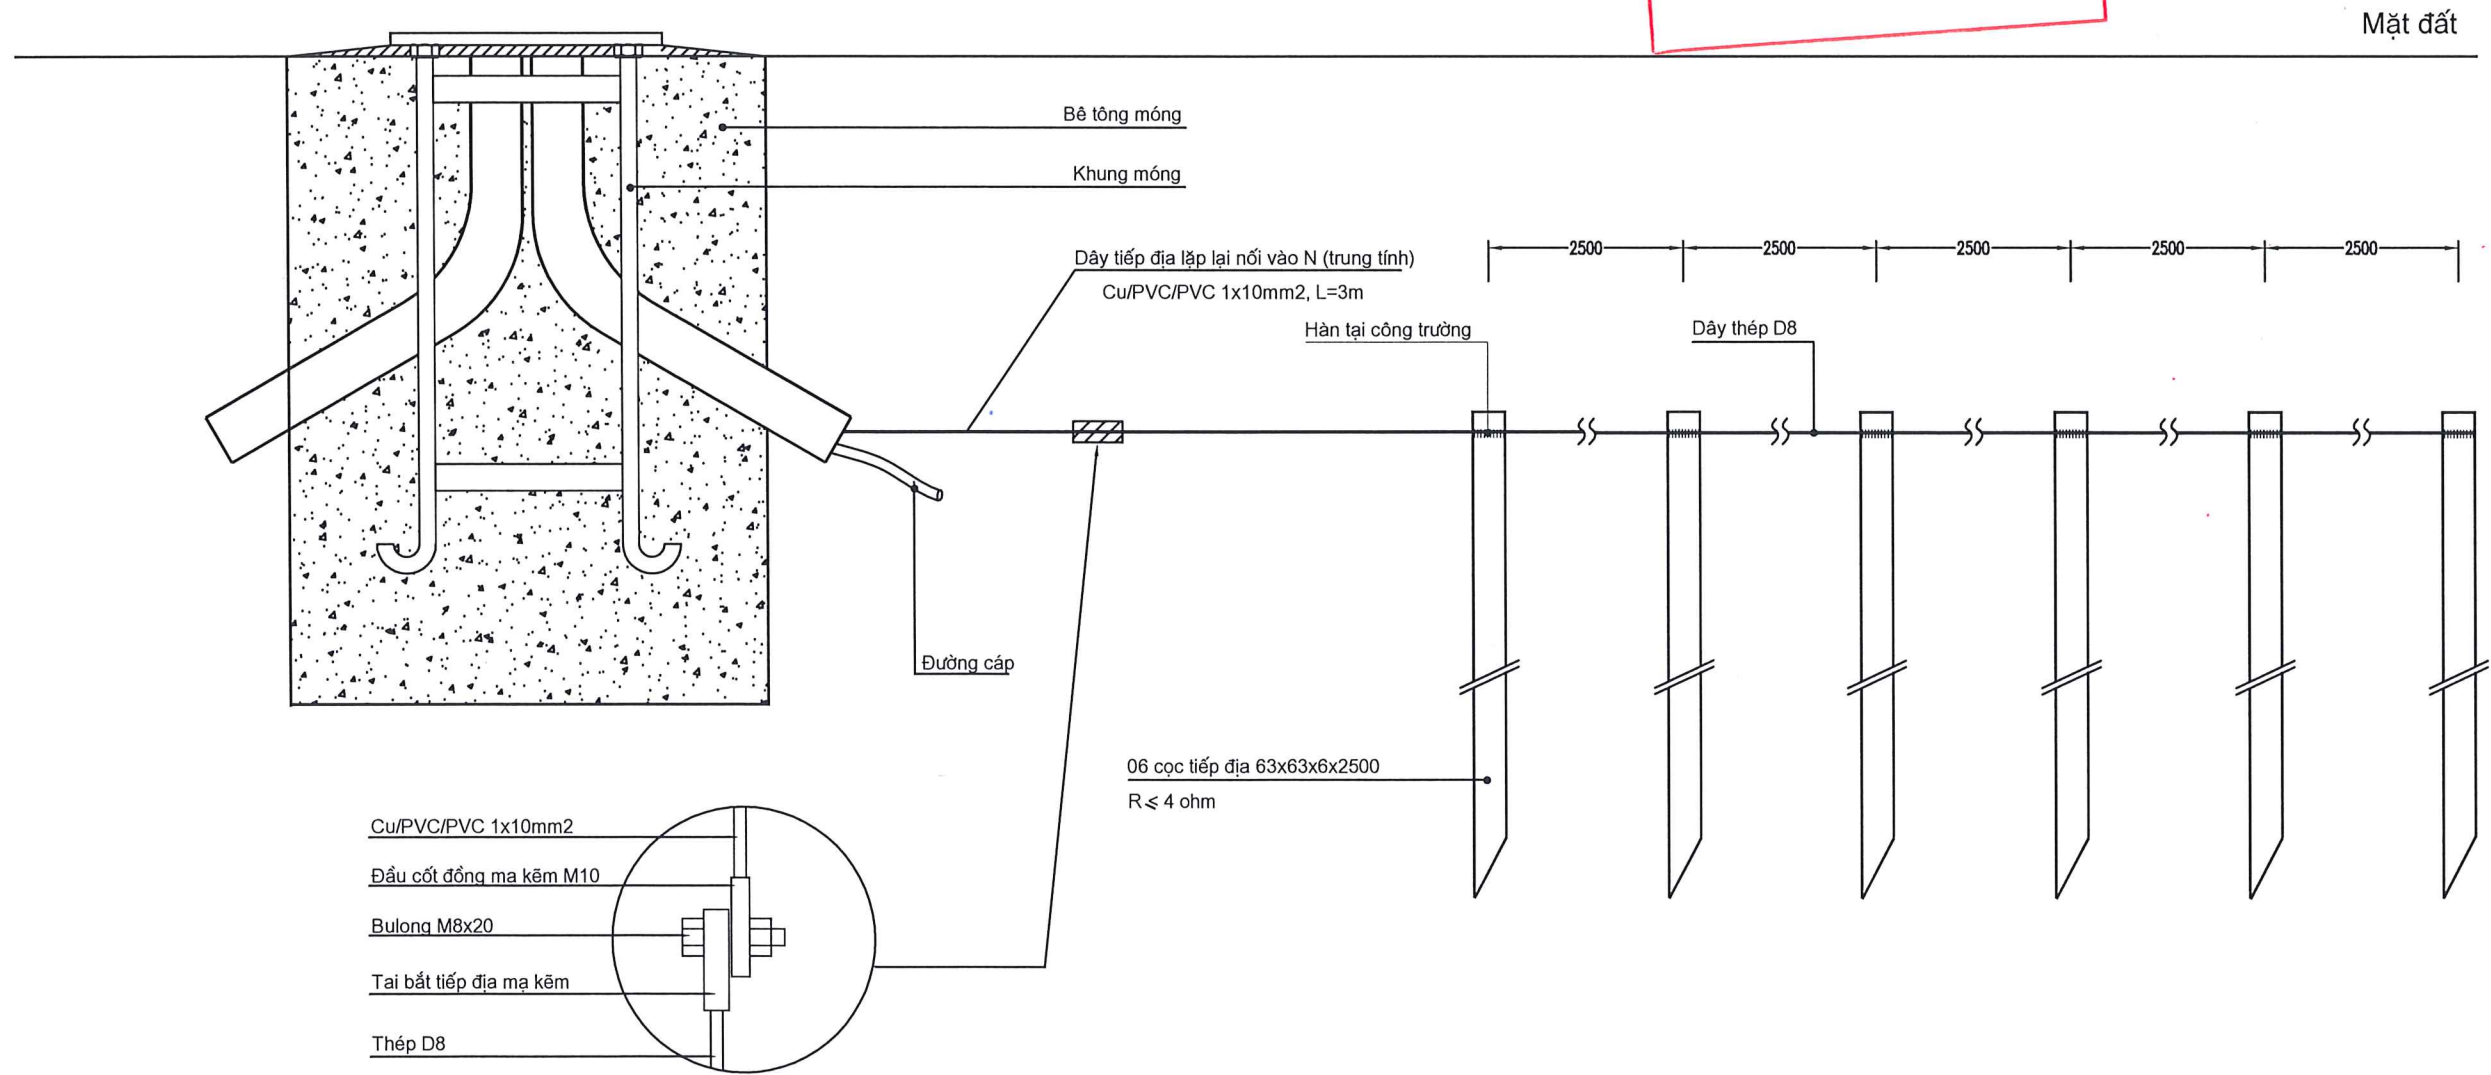 Mặt đất
Bê tông móng
Khung móng
2500 2500 2500 2500 2500
Dây tiếp địa lặp lại nối vào N (trung tính)
Cu/PVC/PVC 1x10mm2, L=3m
Hàn tại công trường
Dây thép D8
Đường cáp
06 cọc tiếp địa 63x63x6x2500
R⩽ 4 ohm
Cu/PVC/PVC 1x10mm2
Đầu cốt đồng ma kẽm M10
Bulong M8x20
Tai bắt tiếp địa mạ kẽm
Thép D8